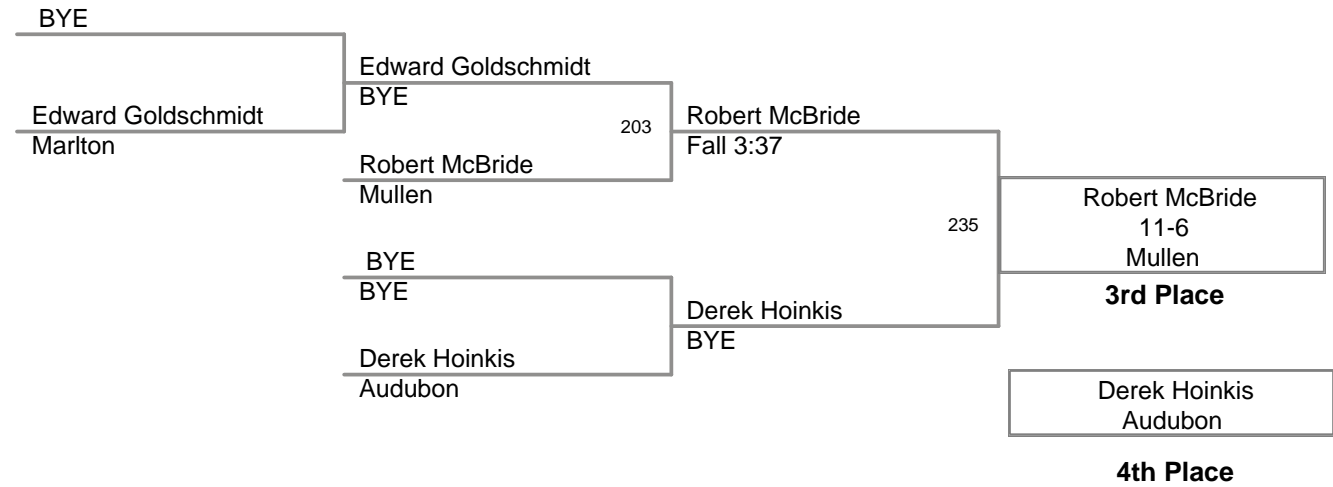 BYE
Edward Goldschmidt
Marlton
Edward Goldschmidt
BYE
203
Robert McBride
Mullen
BYE
BYE
Derek Hoinkis
Audubon
Robert McBride
Fall 3:37
235
Derek Hoinkis
BYE
Robert McBride
11-6
Mullen
3rd Place
Derek Hoinkis
Audubon
4th Place